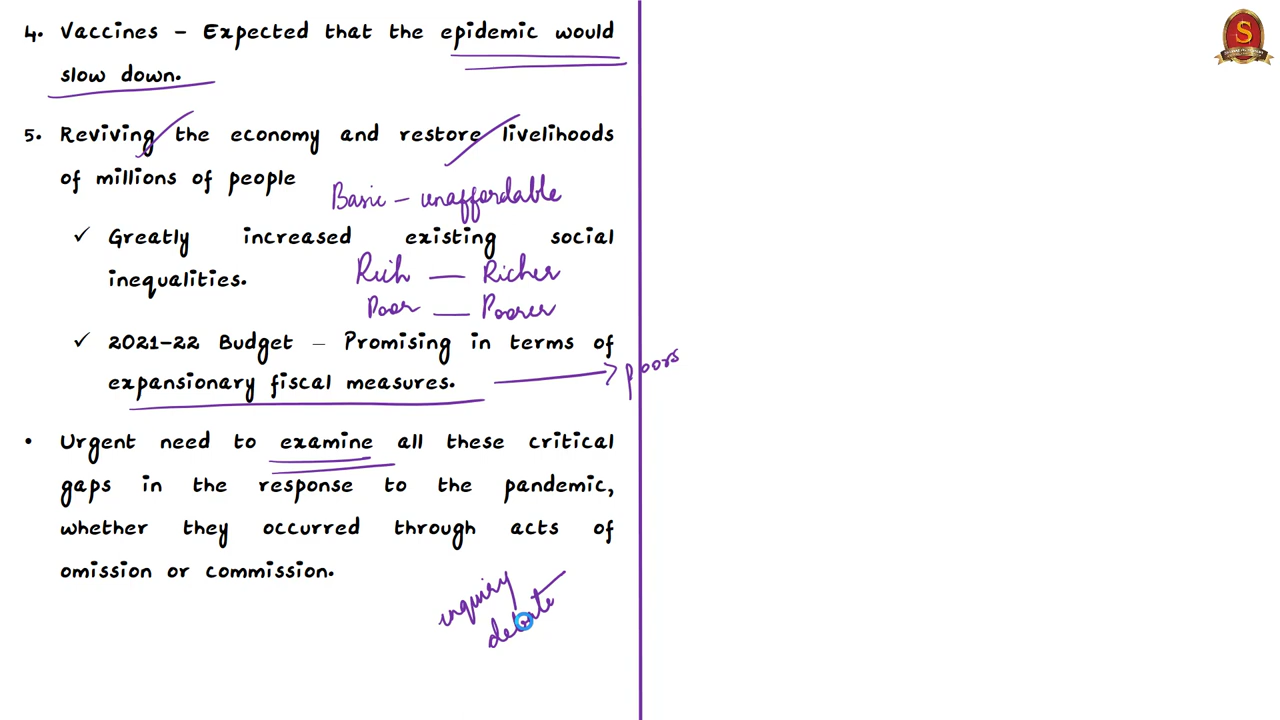 4. Vaccines - Expected that the epidemic would
slow down.
5. Reviving the economy and restore livelihoods
of millions of people
Basic - unaffordable
✓ Greatly increased existing social
inequalities.
Rich — Richer
Poor — Poorer
✓ 2021-22 Budget – Promising in terms of
expansionary fiscal measures.
poors
• Urgent need to examine all these critical
gaps in the response to the pandemic,
whether they occurred through acts of
omission or commission.
inquiry
debate
S